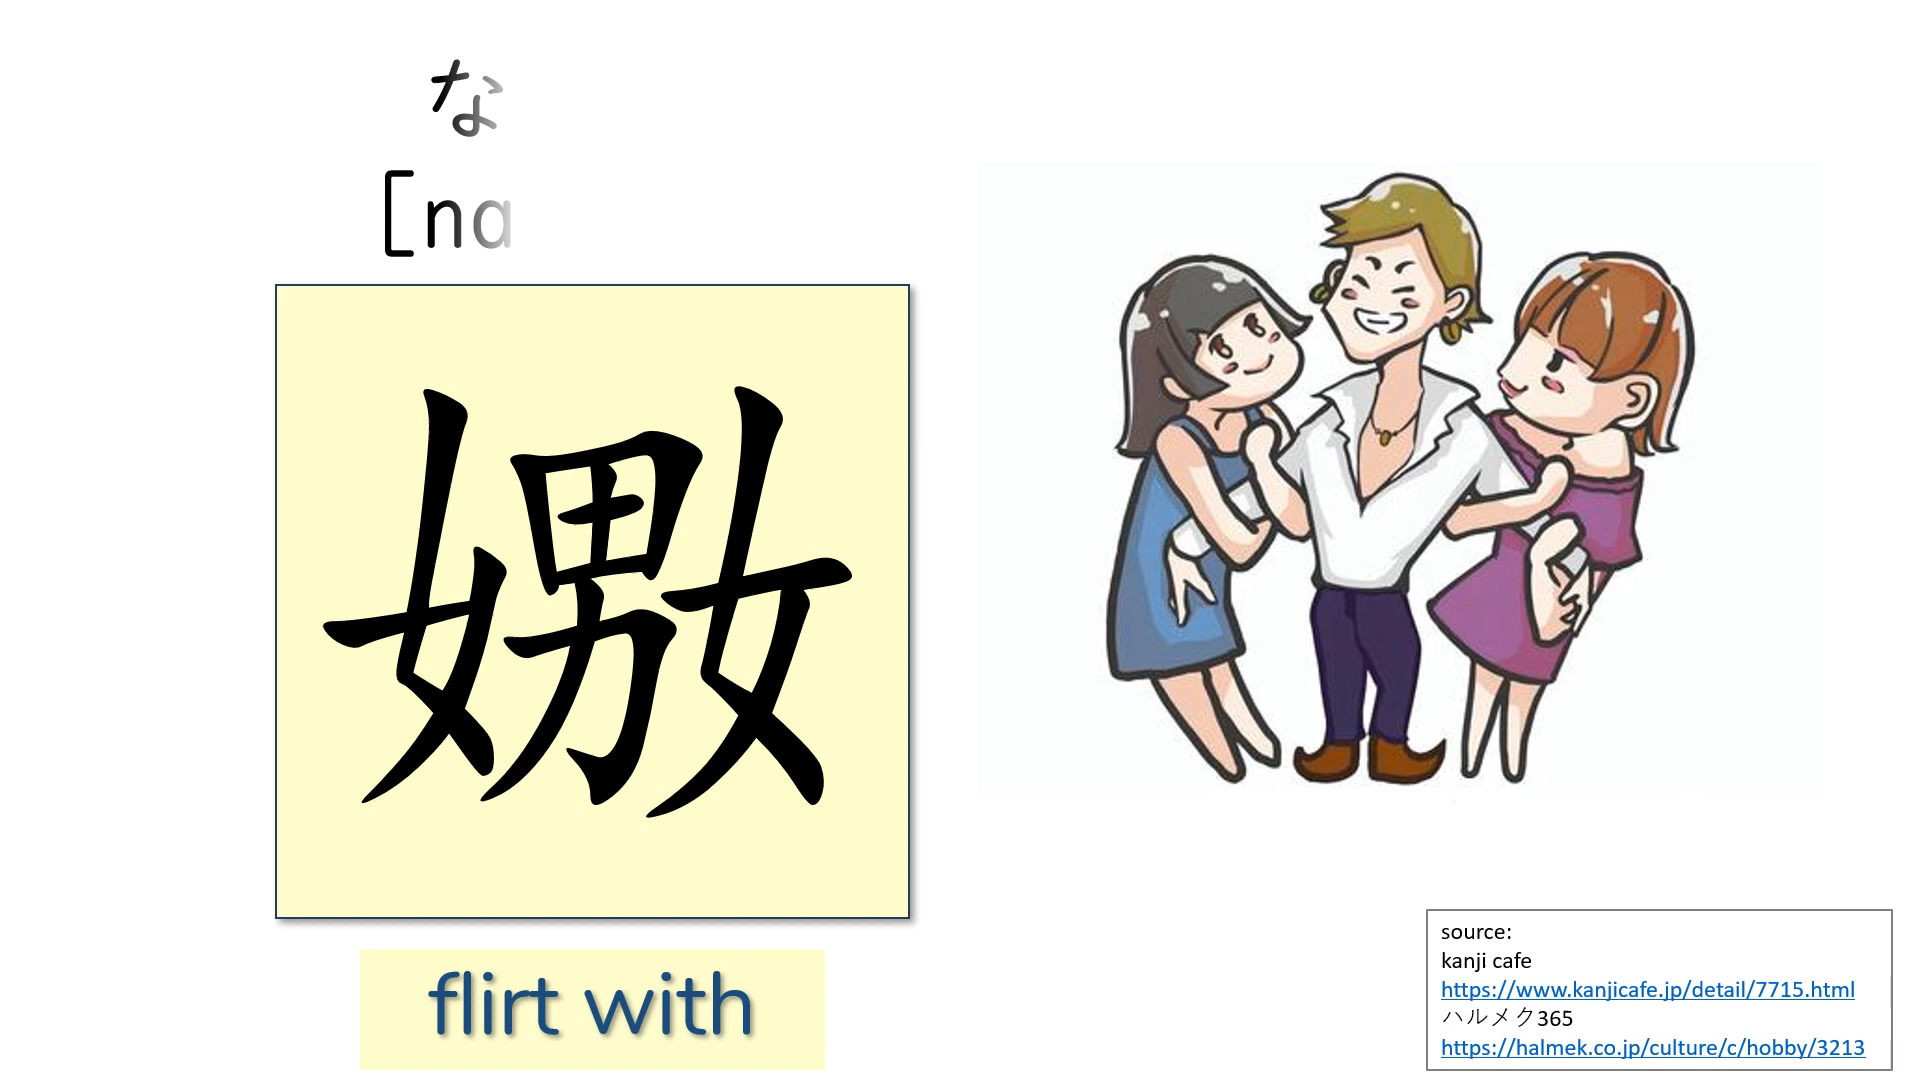 な
[na
嫐
flirt with
source:
kanji cafe
https://www.kanjicafe.jp/detail/7715.html
ハルメク365
https://halmek.co.jp/culture/c/hobby/3213